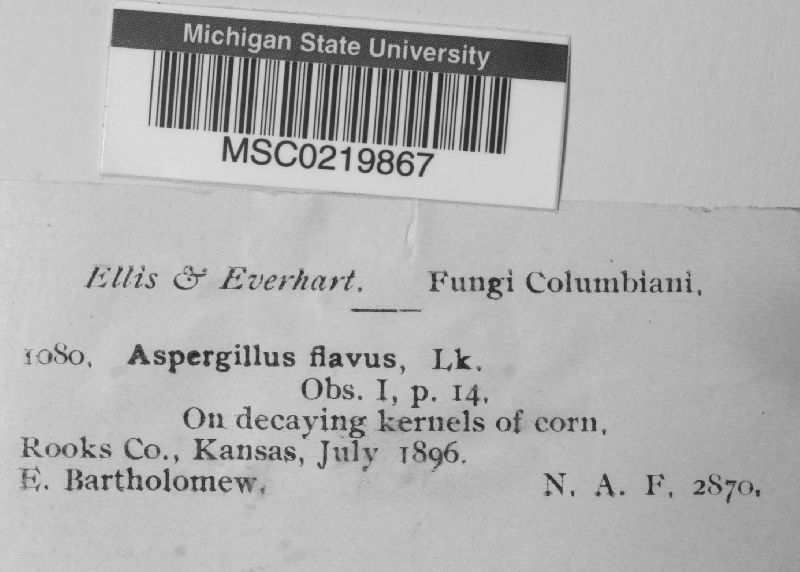 Michigan State University
MSC0219867
Ellis & Everhart. Fungi Columbiani.
1080. Aspergillus flavus, Lk.
Obs. I, p. 14.
On decaying kernels of corn.
Rooks Co., Kansas, July 1896.
E. Bartholomew. N. A. F. 2870.